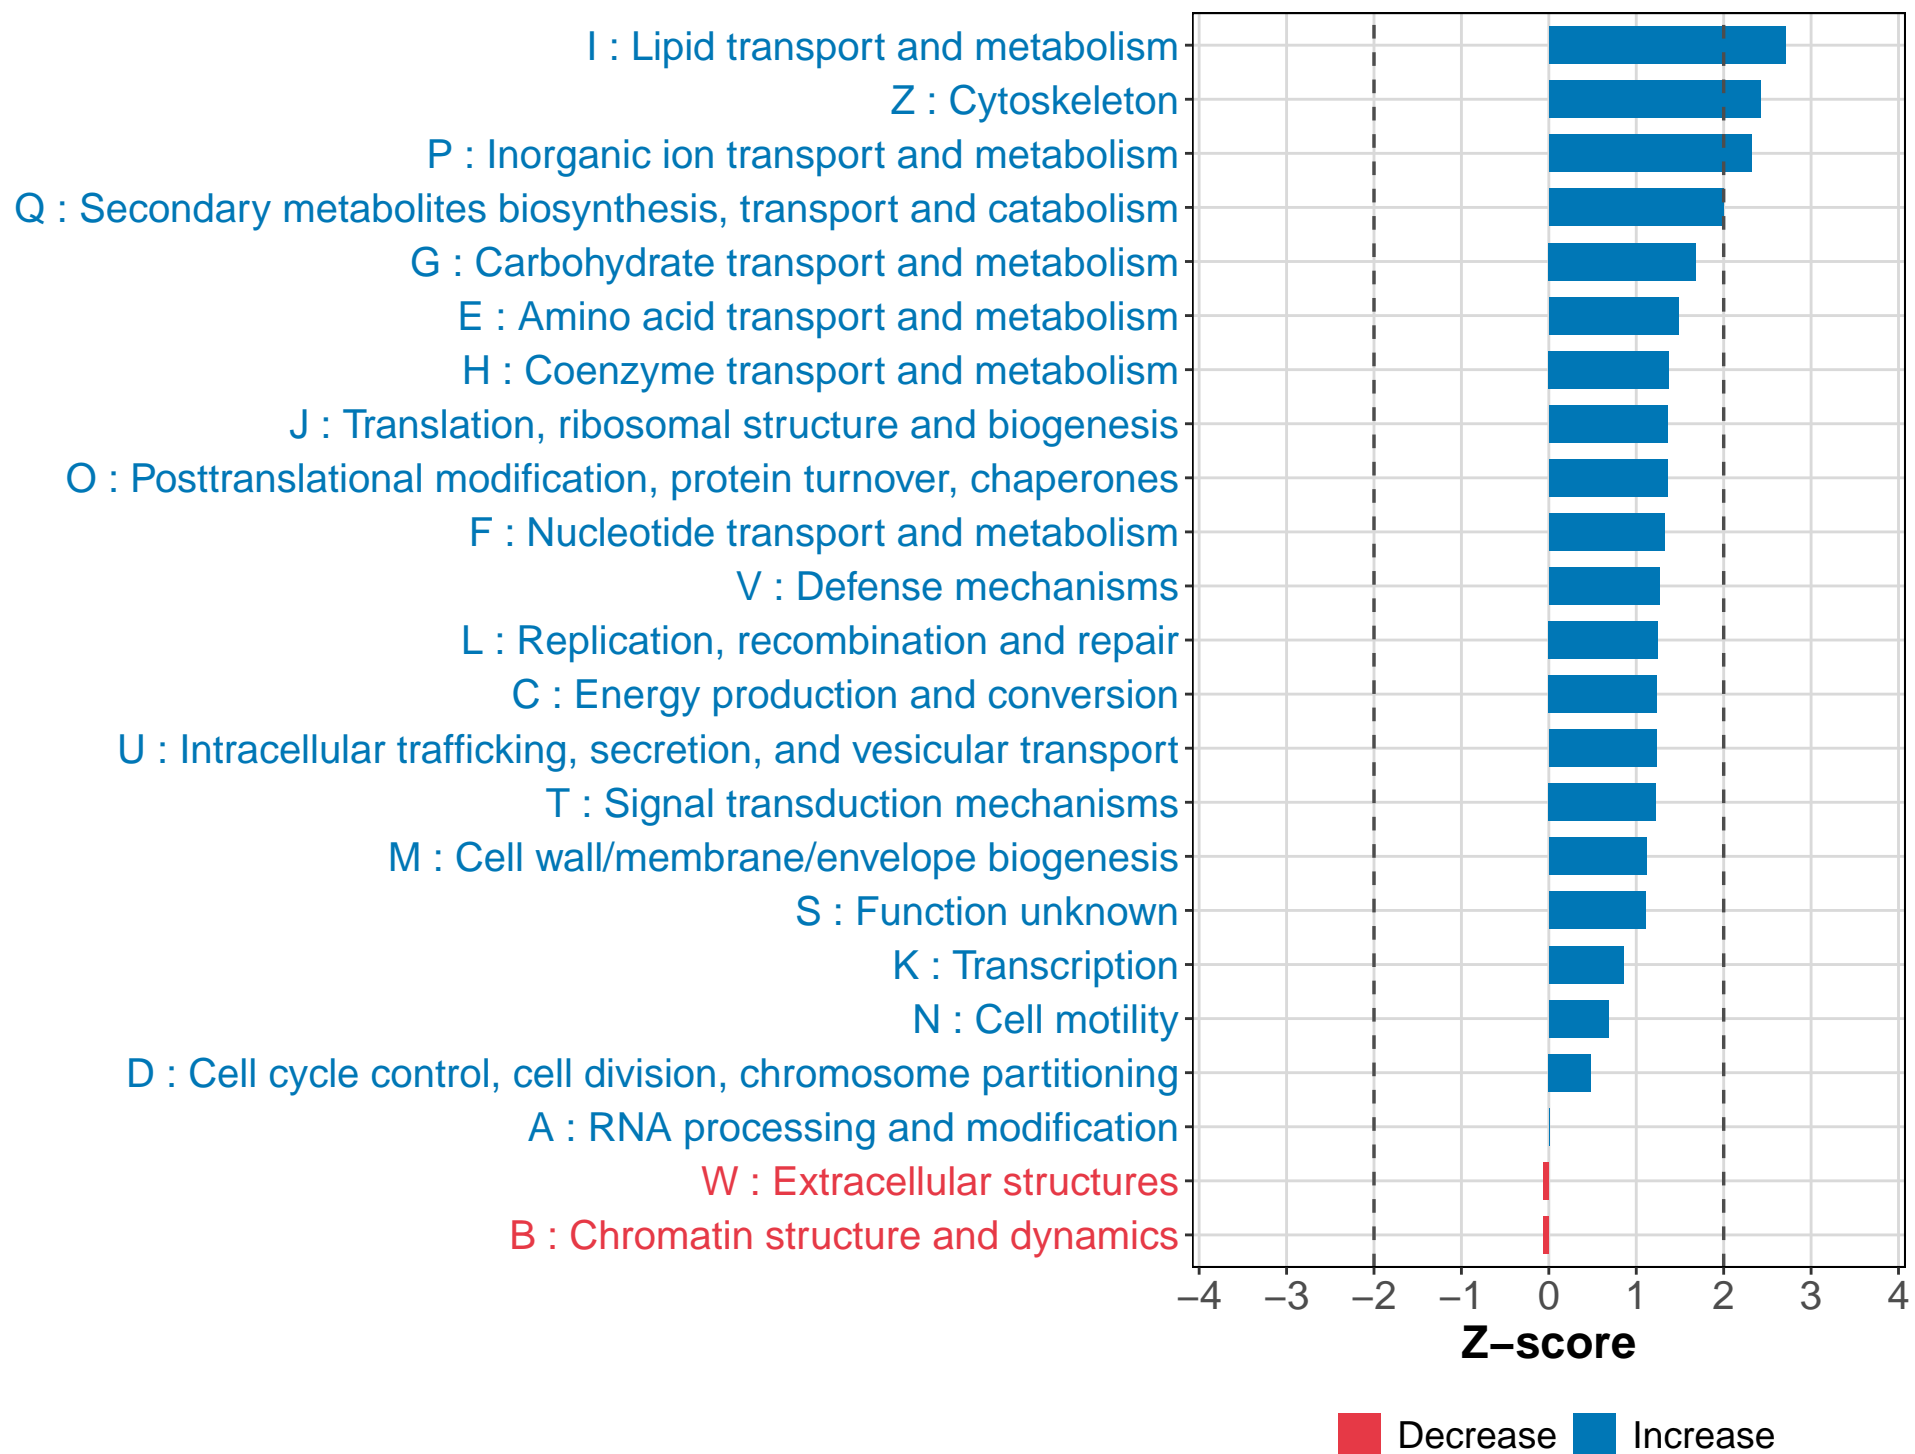 I : Lipid transport and metabolism
Z : Cytoskeleton
P : Inorganic ion transport and metabolism
Q : Secondary metabolites biosynthesis, transport and catabolism
G : Carbohydrate transport and metabolism
E : Amino acid transport and metabolism
H : Coenzyme transport and metabolism
J : Translation, ribosomal structure and biogenesis
O : Posttranslational modification, protein turnover, chaperones
F : Nucleotide transport and metabolism
V : Defense mechanisms
L : Replication, recombination and repair
C : Energy production and conversion
U : Intracellular trafficking, secretion, and vesicular transport
T : Signal transduction mechanisms
M : Cell wall/membrane/envelope biogenesis
S : Function unknown
K : Transcription
N : Cell motility
D : Cell cycle control, cell division, chromosome partitioning
A : RNA processing and modification
W : Extracellular structures
B : Chromatin structure and dynamics
−4 −3 −2 −1 0 1 2 3 4
Z−score
Decrease Increase